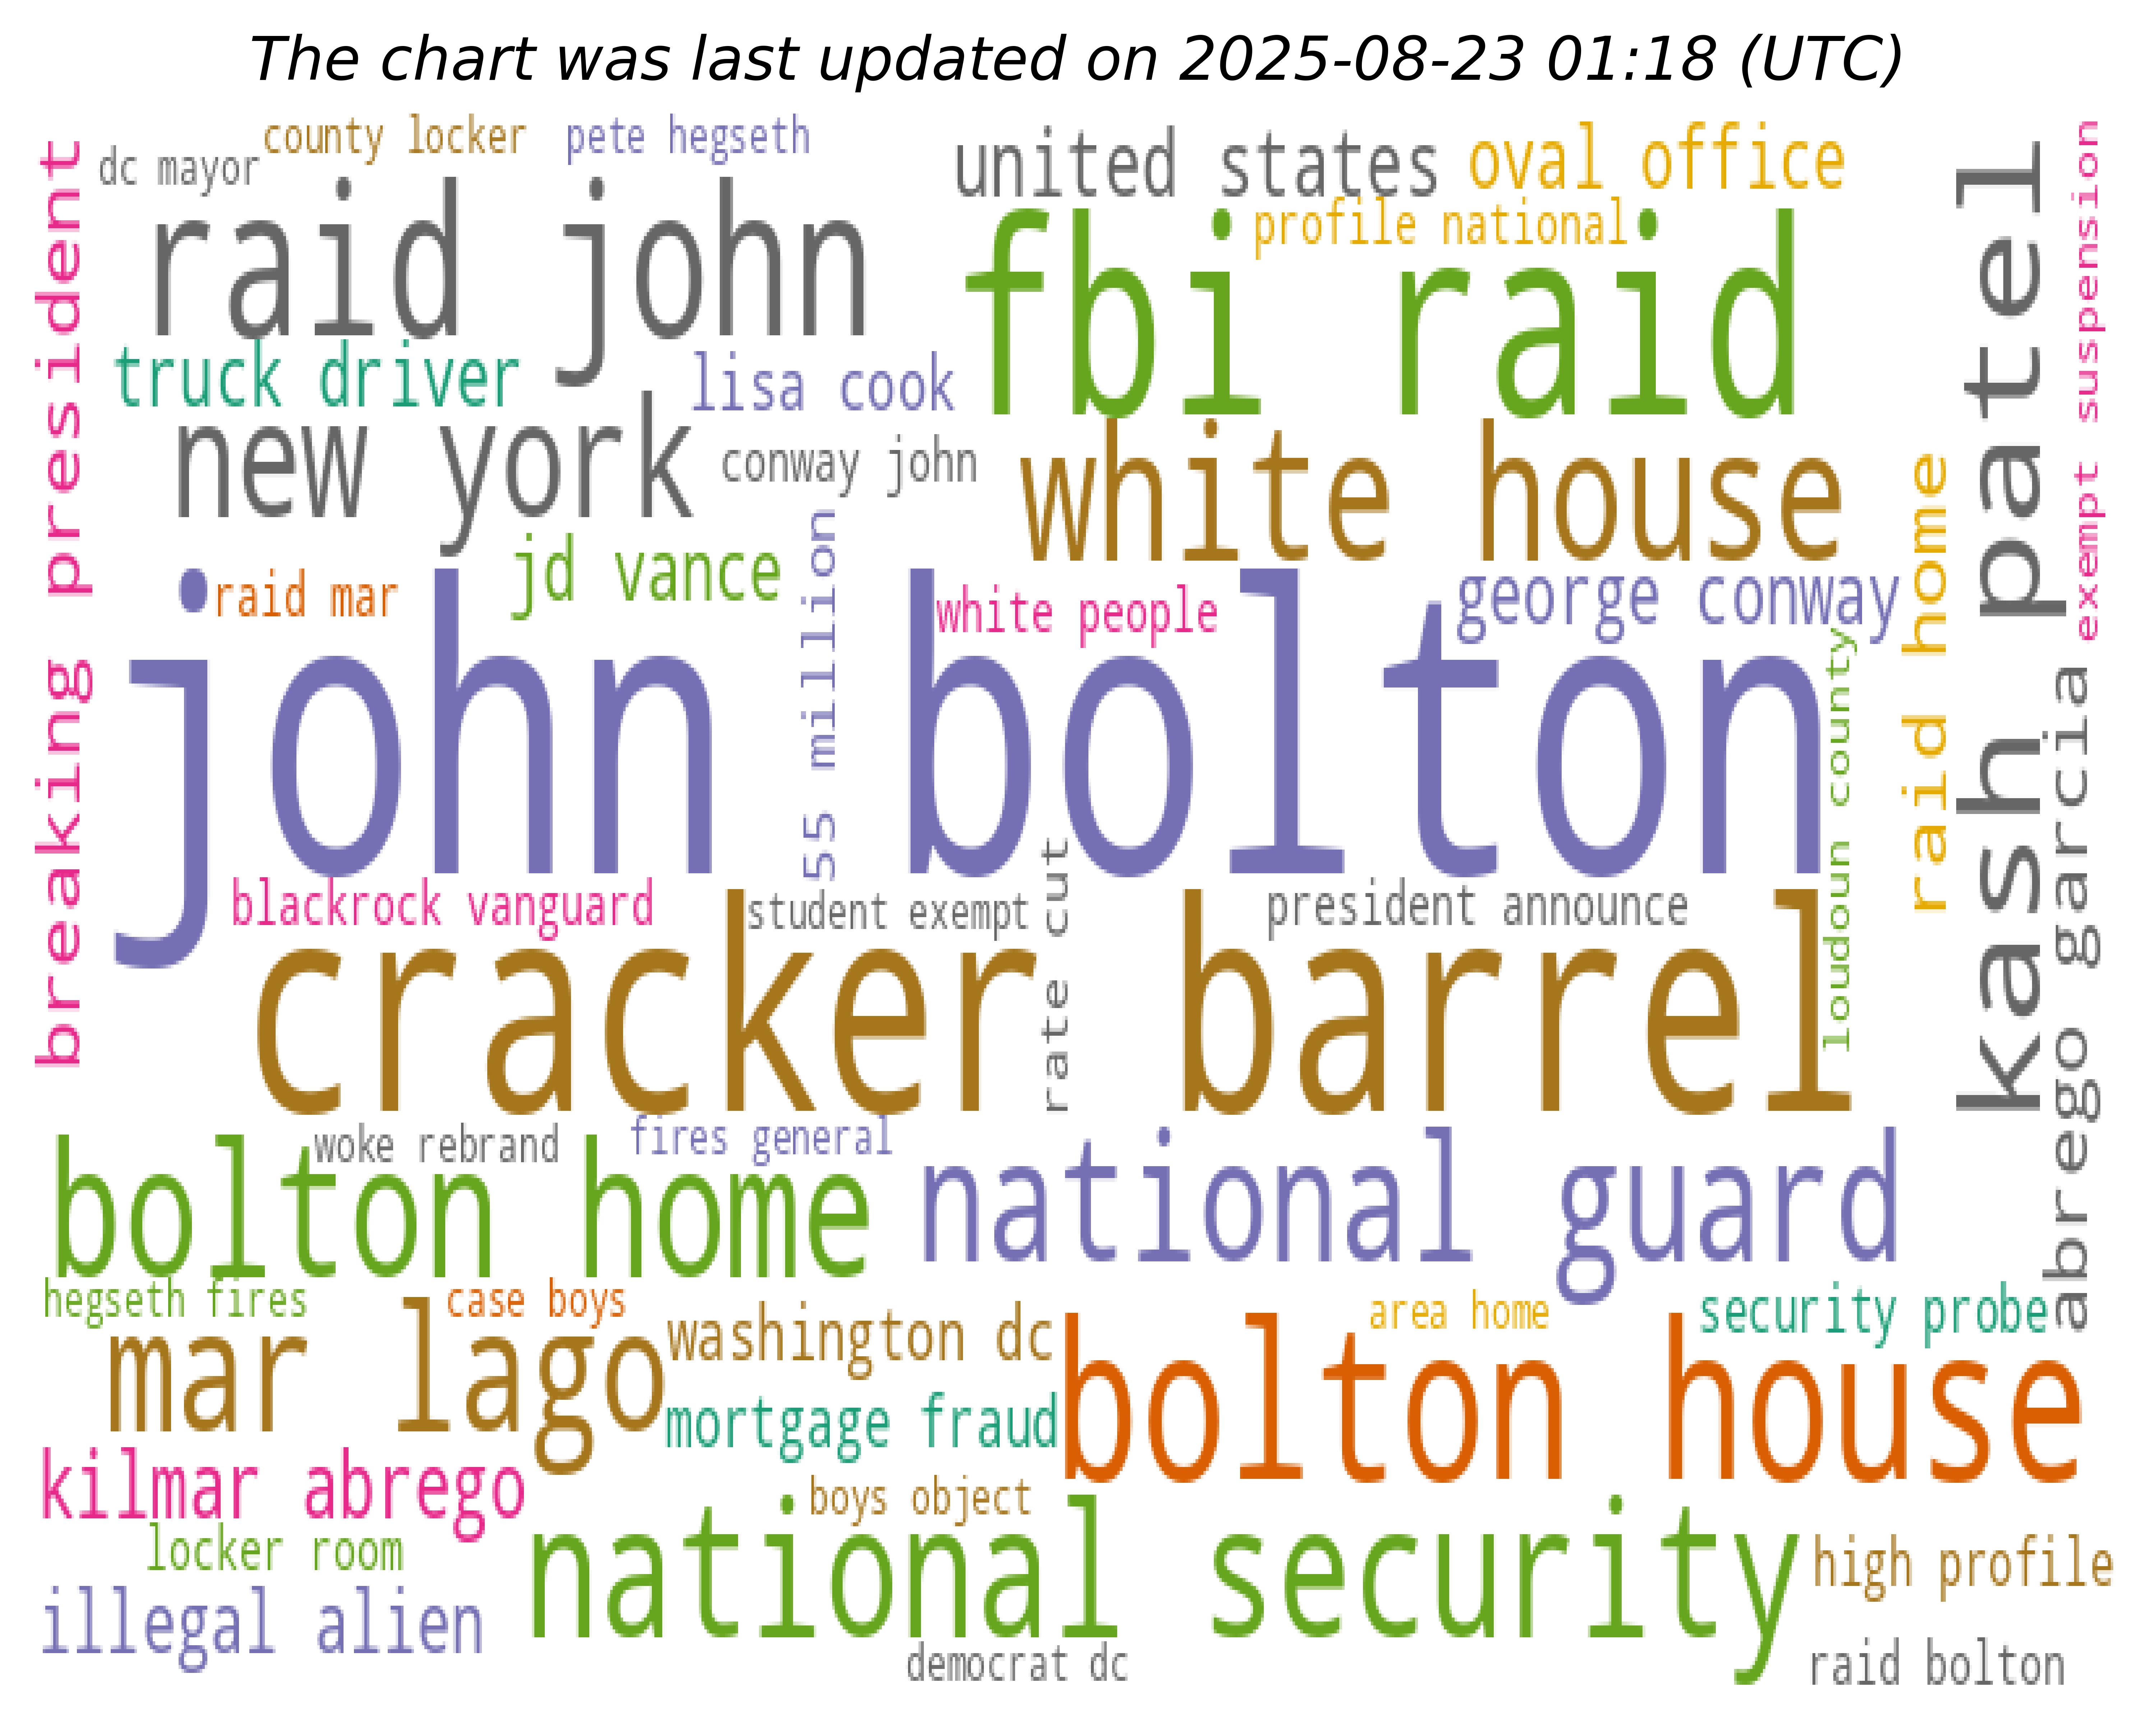 The chart was last updated on 2025-08-23 01:18 (UTC)
county locker
pete hegseth
dc mayor
united states
oval office
profile national
raid john
fbi raid
breaking president
kash patel
exempt suspension
truck driver
lisa cook
new york
conway john
white house
jd vance
raid mar
55 million
white people
george conway
raid home
john bolton
loudoun county
abrego garcia
blackrock vanguard
student exempt
rate cut
president announce
cracker barrel
woke rebrand
fires general
bolton home
national guard
hegseth fires
case boys
area home
security probe
mar lago
washington dc
mortgage fraud
bolton house
kilmar abrego
boys object
locker room
national security
high profile
illegal alien
democrat dc
raid bolton